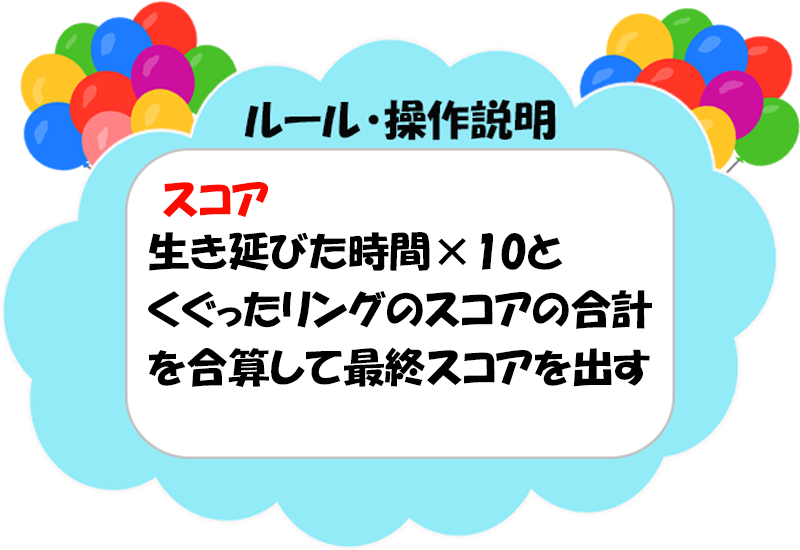 ルール・操作説明
スコア
生き延びた時間×10と
くぐったリングのスコアの合計
を合算して最終スコアを出す